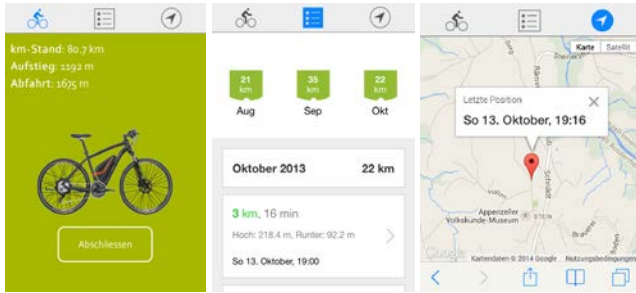 km-Stand: 80.7 km
Aufstieg: 1192 m
Abfahrt: 1675 m
Abschliessen
21 km
35 km
22 km
Aug
Sep
Okt
Oktober 2013 22 km
3 km, 16 min
Hoch: 218.4 m, Runter: 92.2 m
So 13. Oktober, 19:00
Karte Satellit
Letzte Position
So 13. Oktober, 19:16
Appenzeller
Volkskunde-Museum
STEIN
Google
Kartendaten © 2014 Google Nutzungsbedingungen